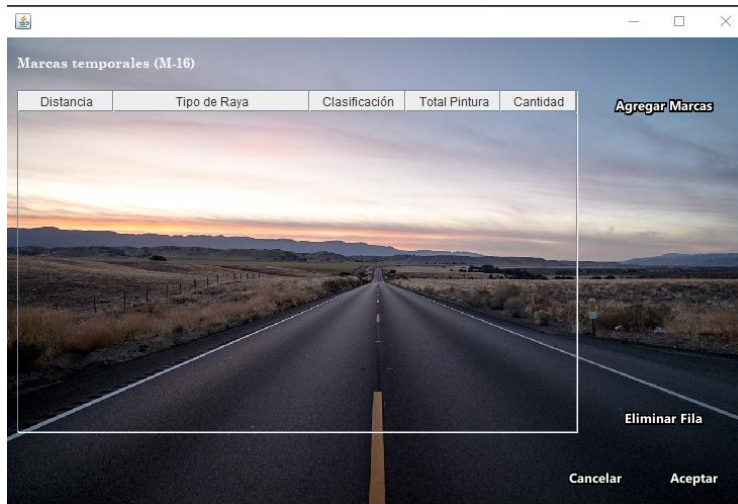 Marcas temporales (M-16)
Distancia Tipo de Raya Clasificación Total Pintura Cantidad
Agregar Marcas
Eliminar Fila
Cancelar Aceptar